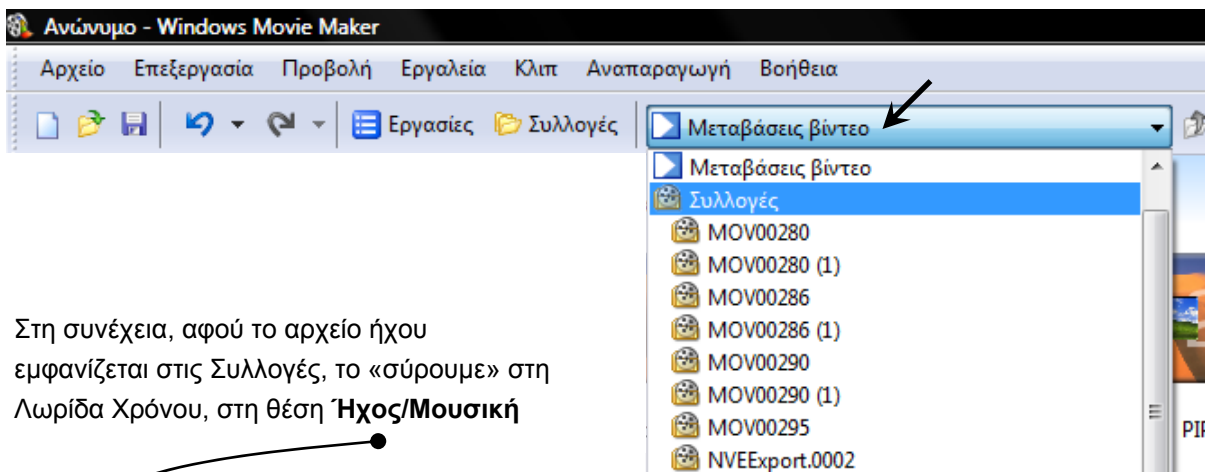 Ανώνυμο - Windows Movie Maker
Αρχείο Επεξεργασία Προβολή Εργαλεία Κλιπ Αναπαραγωγή Βοήθεια
Εργασίες Συλλογές Μεταβάσεις βίντεο
Μεταβάσεις βίντεο
Συλλογές
MOV00280
MOV00280 (1)
MOV00286
MOV00286 (1)
MOV00290
MOV00290 (1)
MOV00295
NVEExport.0002
Στη συνέχεια, αφού το αρχείο ήχου
εμφανίζεται στις Συλλογές, το «σύρουμε» στη
Λωρίδα Χρόνου, στη θέση Ήχος/Μουσική